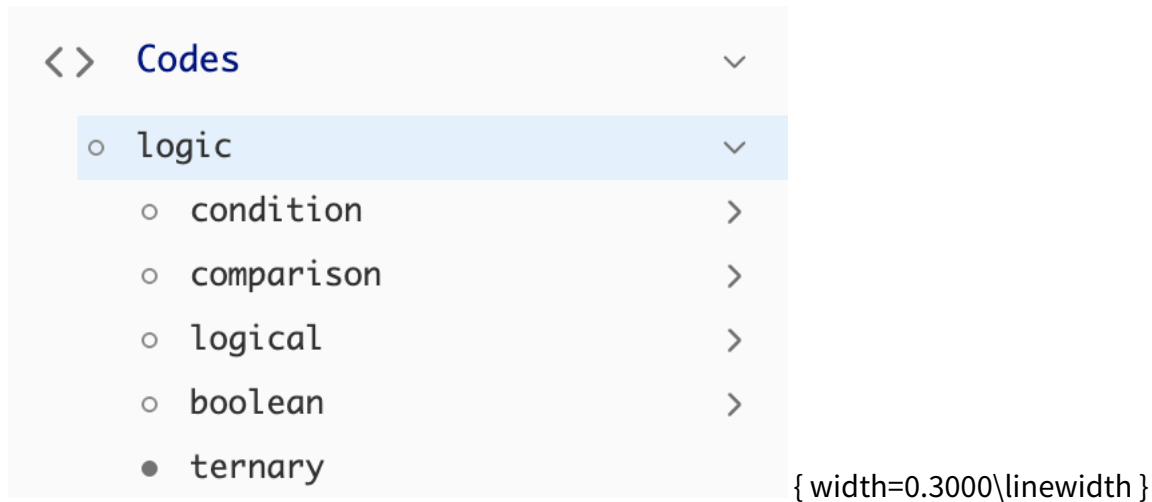 Codes
logic
condition
comparison
logical
boolean
ternary { width=0.3000\linewidth }